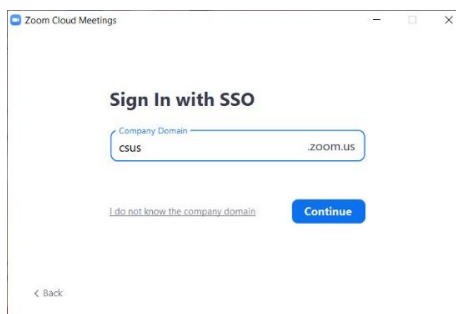 Zoom Cloud Meetings
Sign In with SSO
Company Domain
csus .zoom.us
I do not know the company domain Continue
< Back